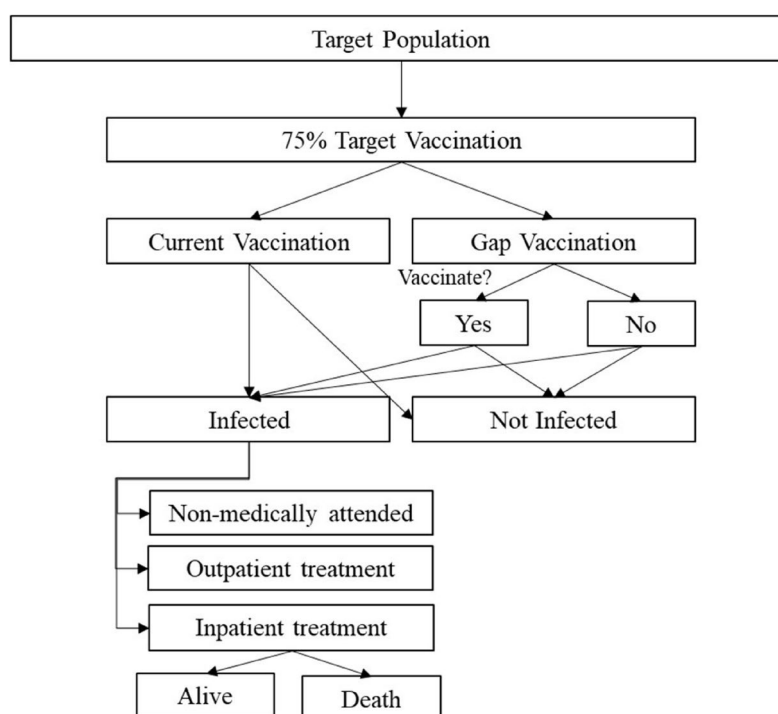 Target Population
75% Target Vaccination
Current Vaccination
Gap Vaccination
Vaccinate?
Yes
No
Infected
Not Infected
Non-medically attended
Outpatient treatment
Inpatient treatment
Alive
Death